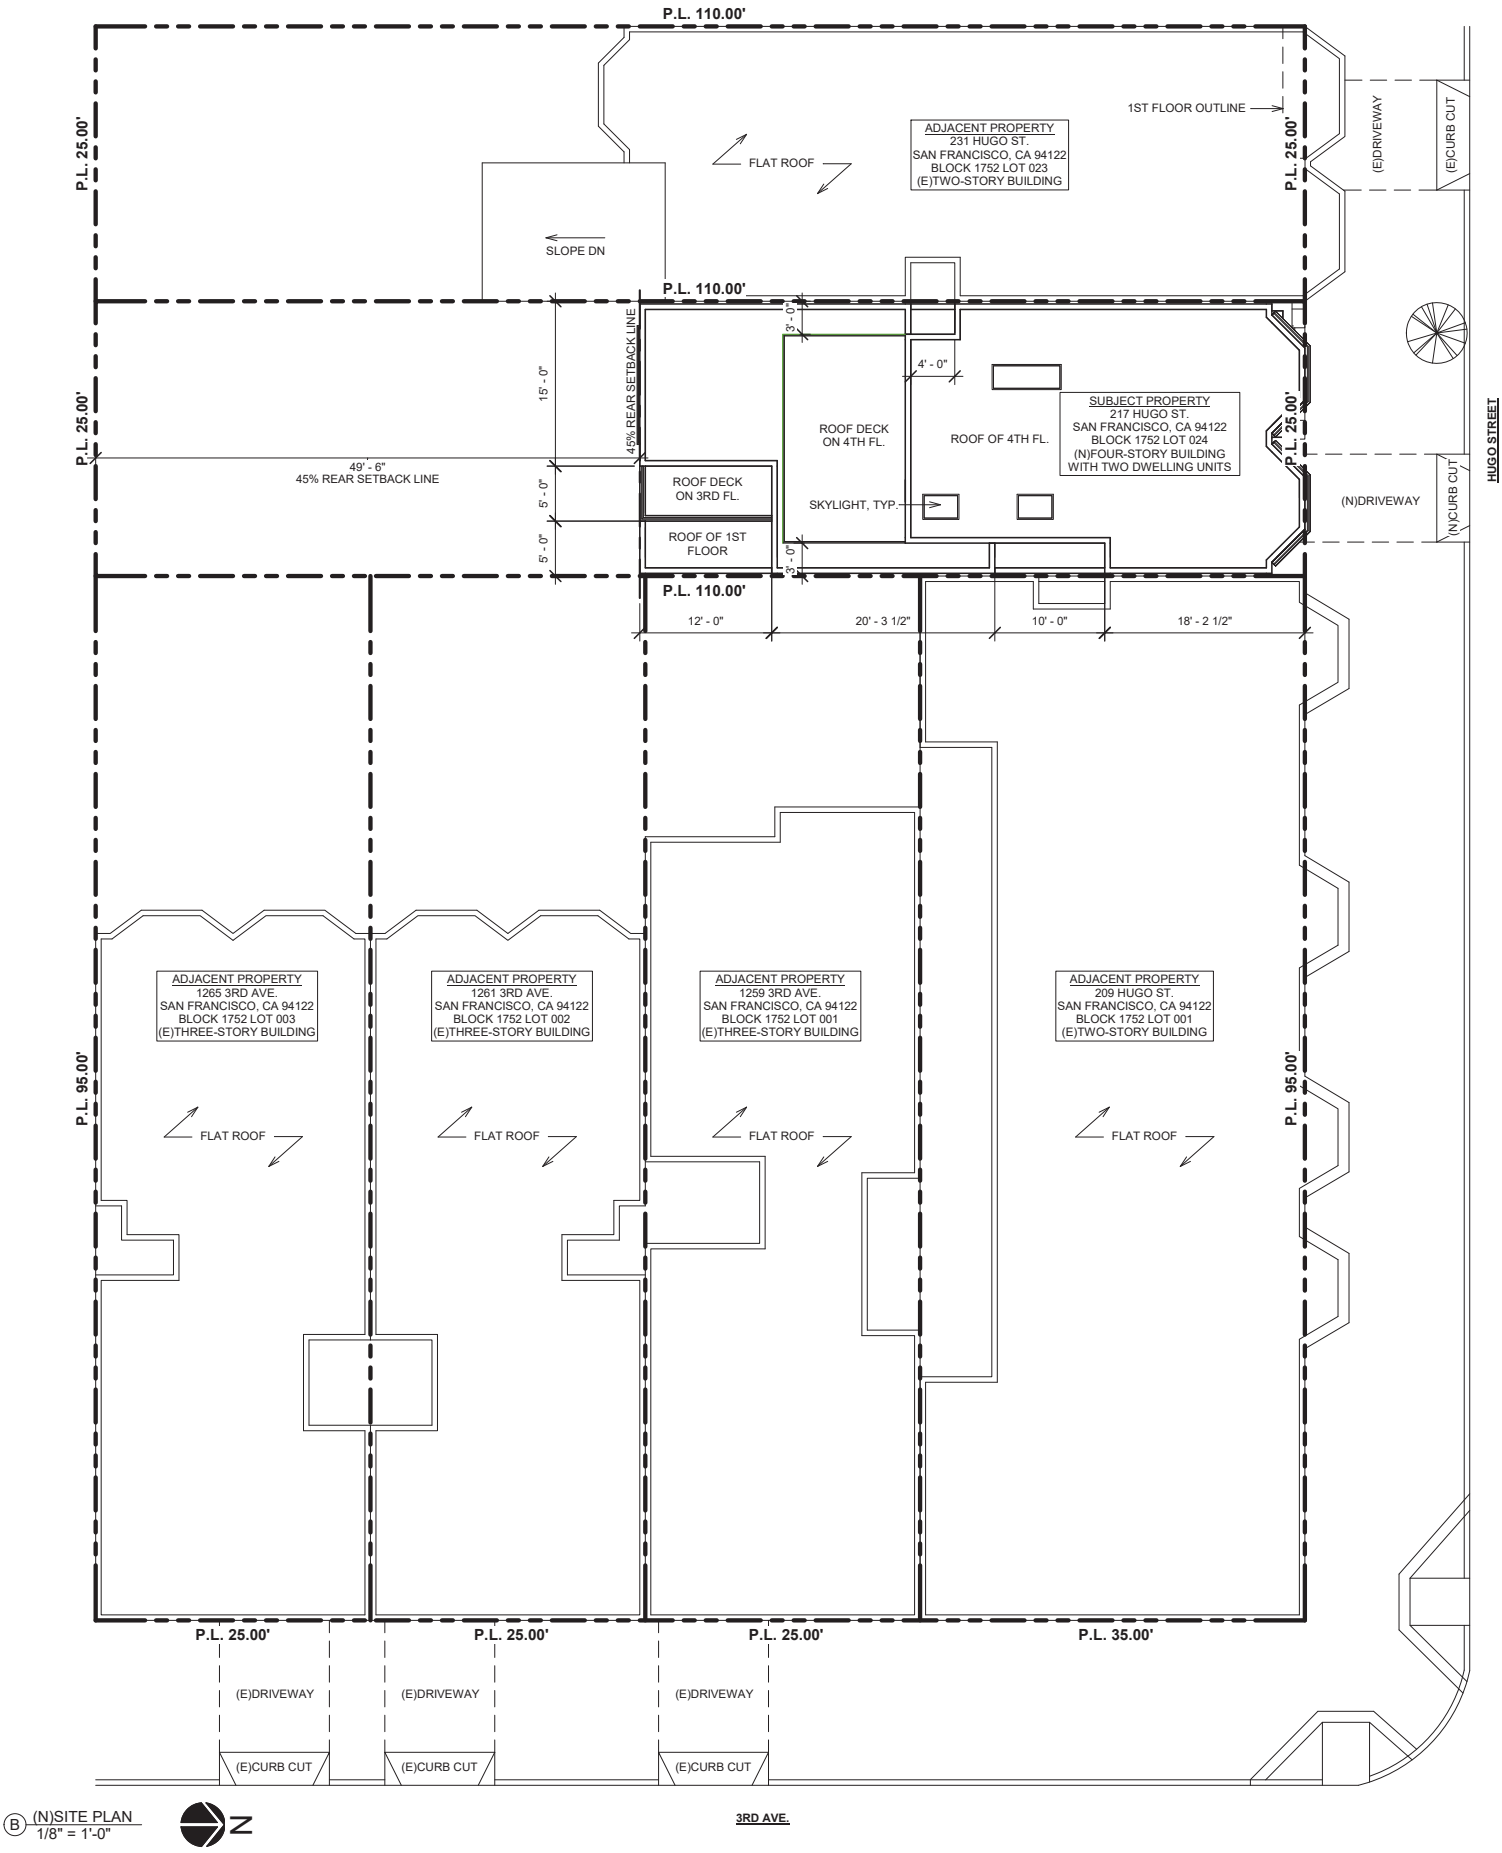 P.L. 110.00'
P.L. 25.00'
1ST FLOOR OUTLINE
P.L. 25.00'
(E)DRIVEWAY
(E)CURB CUT
ADJACENT PROPERTY
231 HUGO ST.
SAN FRANCISCO, CA 94122
BLOCK 1752 LOT 023
(E)TWO-STORY BUILDING
FLAT ROOF
SLOPE DN
P.L. 110.00'
3' - 0"
15' - 0"
45% REAR SETBACK LINE
4' - 0"
P.L. 25.00'
SUBJECT PROPERTY
217 HUGO ST.
SAN FRANCISCO, CA 94122
BLOCK 1752 LOT 024
(N)FOUR-STORY BUILDING
WITH TWO DWELLING UNITS
P.L. 25.00'
HUGO STREET
ROOF DECK
ON 4TH FL.
ROOF OF 4TH FL.
49' - 6"
45% REAR SETBACK LINE
5' - 0"
ROOF DECK
ON 3RD FL.
SKYLIGHT, TYP.
(N)DRIVEWAY
(N)CURB CUT
5' - 0"
ROOF OF 1ST
FLOOR
3' - 0"
P.L. 110.00'
12' - 0"
20' - 3 1/2"
10' - 0"
18' - 2 1/2"
ADJACENT PROPERTY
1265 3RD AVE.
SAN FRANCISCO, CA 94122
BLOCK 1752 LOT 003
(E)THREE-STORY BUILDING
ADJACENT PROPERTY
1261 3RD AVE.
SAN FRANCISCO, CA 94122
BLOCK 1752 LOT 002
(E)THREE-STORY BUILDING
ADJACENT PROPERTY
1259 3RD AVE.
SAN FRANCISCO, CA 94122
BLOCK 1752 LOT 001
(E)THREE-STORY BUILDING
ADJACENT PROPERTY
209 HUGO ST.
SAN FRANCISCO, CA 94122
BLOCK 1752 LOT 001
(E)TWO-STORY BUILDING
P.L. 95.00'
P.L. 95.00'
FLAT ROOF
FLAT ROOF
FLAT ROOF
FLAT ROOF
P.L. 25.00'
P.L. 25.00'
P.L. 25.00'
P.L. 35.00'
(E)DRIVEWAY
(E)DRIVEWAY
(E)DRIVEWAY
(E)CURB CUT
(E)CURB CUT
(E)CURB CUT
B
(N)SITE PLAN
1/8" = 1'-0"
N
3RD AVE.